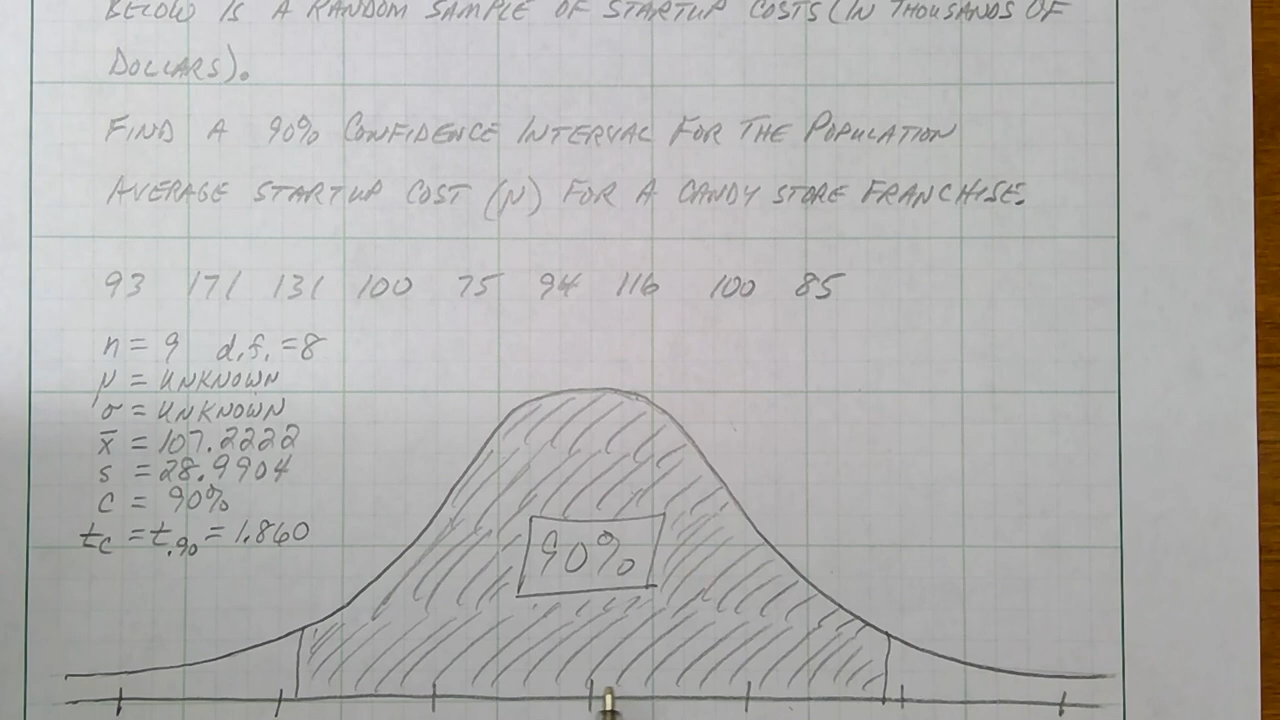 BELOW IS A RANDOM SAMPLE OF STARTUP COSTS (IN THOUSANDS OF
DOLLARS).
FIND A 90% CONFIDENCE INTERVAL FOR THE POPULATION
AVERAGE STARTUP COST (μ) FOR A CANDY STORE FRANCHISE.
93 171 131 100 75 94 116 100 85
n = 9 d.f. = 8
μ = UNKNOWN
σ = UNKNOWN
x̄ = 107.2222
s = 28.9904
c = 90%
tc = t.90 = 1.860
90%